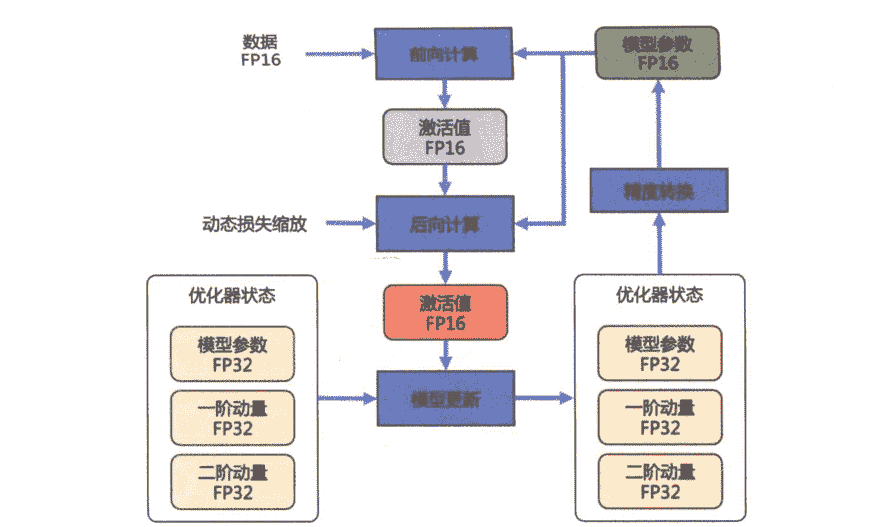 数据
FP16
前向计算
模型参数
FP16
激活值
FP16
精度转换
动态损失缩放
后向计算
优化器状态
模型参数
FP32
一阶动量
FP32
二阶动量
FP32
激活值
FP16
模型更新
优化器状态
模型参数
FP32
一阶动量
FP32
二阶动量
FP32